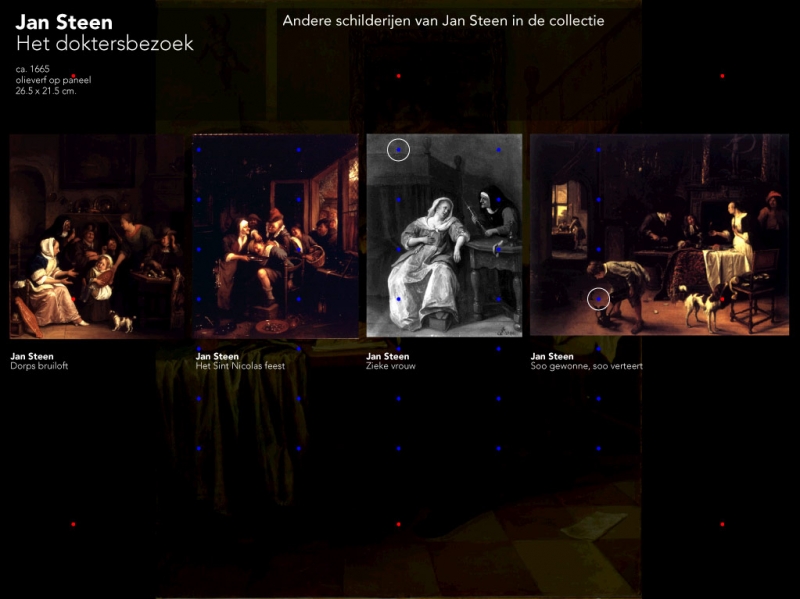 Jan Steen
Het doktersbezoek
ca. 1665
olieverf op paneel
26.5 x 21.5 cm.
Andere schilderijen van Jan Steen in de collectie
Jan Steen
Dorps bruiloft
Jan Steen
Het Sint Nicolas feest
Jan Steen
Zieke vrouw
Jan Steen
Soo gewonne, soo verteert